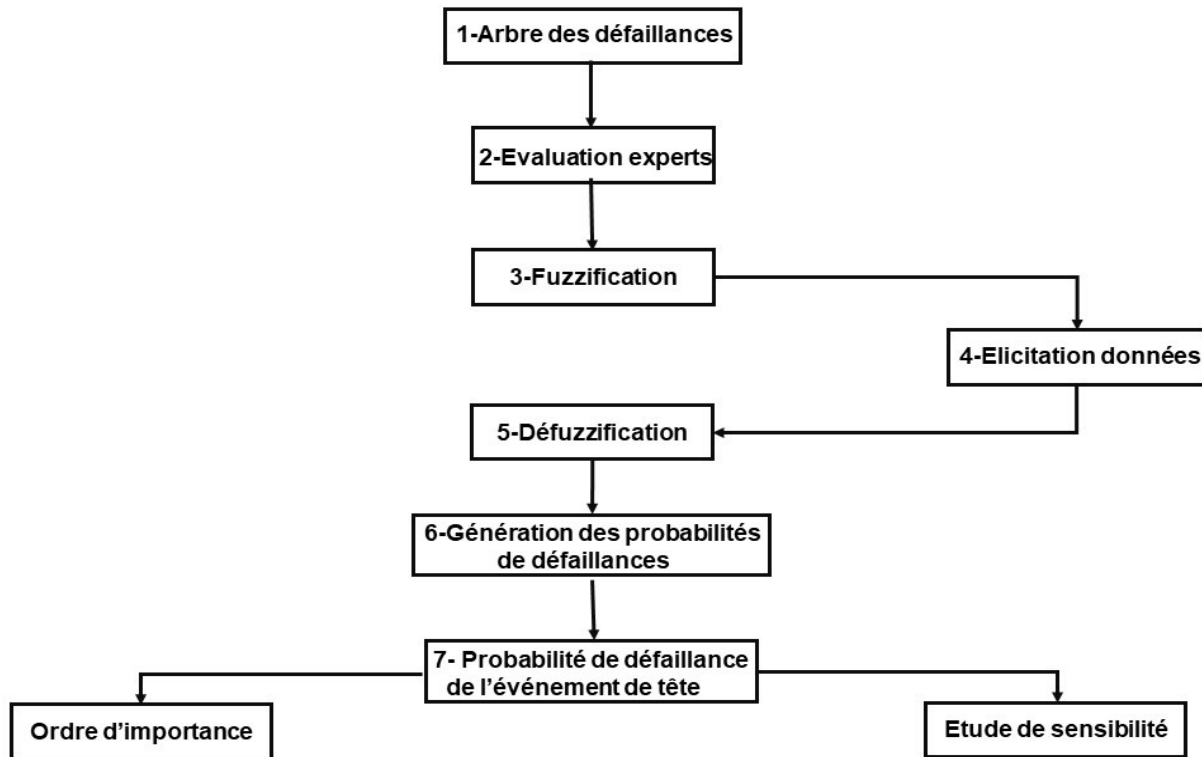 1-Arbre des défaillances
2-Evaluation experts
3-Fuzzification
4-Elicitation données
5-Défuzzification
6-Génération des probabilités
de défaillances
7- Probabilité de défaillance
de l’événement de tête
Ordre d’importance
Etude de sensibilité